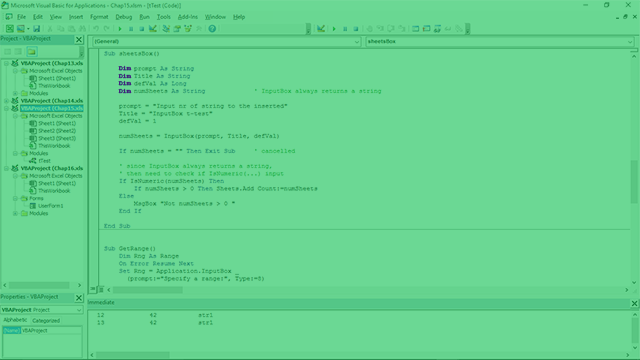 Microsoft Visual Basic for Applications - Chap15.xlsm - [tTest (Code)]
File Edit View Insert Format Debug Run Tools Add-Ins Window Help
Project - VBAProject
VBAProject (Chap13.xls
Microsoft Excel Objects
Sheet1 (Sheet1)
ThisWorkbook
Modules
VBAProject (Chap14.xls
VBAProject (Chap15.xls
Microsoft Excel Objects
Sheet1 (Sheet1)
Sheet2 (Sheet2)
Sheet3 (Sheet3)
ThisWorkbook
Modules
tTest
VBAProject (Chap16.xls
Microsoft Excel Objects
Sheet1 (Sheet1)
ThisWorkbook
Forms
UserForm1
Modules
Properties - VBAProject
VBAProject VBAProject
Alphabetic Categorized
(Name) VBAProject
(General) sheetsBox
Sub sheetsBox()
Dim prompt As String
Dim Title As String
Dim defVal As Long
Dim numSheets As String ' InputBox always returns a string
prompt = "Input nr of string to the inserted"
Title = "InputBox t-test"
defVal = 1
numSheets = InputBox(prompt, Title, defVal)
If numSheets = "" Then Exit Sub ' cancelled
' since InputBox always returns a string,
' then need to check if IsNumeric(...) input
If IsNumeric(numSheets) Then
If numSheets > 0 Then Sheets.Add Count:=numSheets
Else
MsgBox "Not numSheets > 0 "
End If
End Sub
Sub GetRange()
Dim Rng As Range
On Error Resume Next
Set Rng = Application.InputBox _
(prompt:="Specify a range:", Type:=8)
Immediate
12 62 str1
13 62 str1